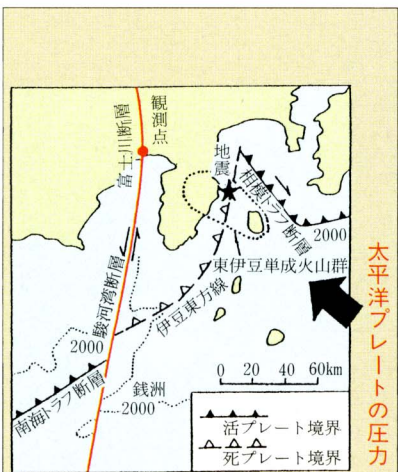 観測点
富士川断層
地震
相模トラフ断層
2000
東伊豆単成火山群
駿河湾断層
伊豆東方線
2000
南海トラフ断層
銭洲
2000
0 20 40 60km
活プレート境界
死プレート境界
太平洋プレートの圧力